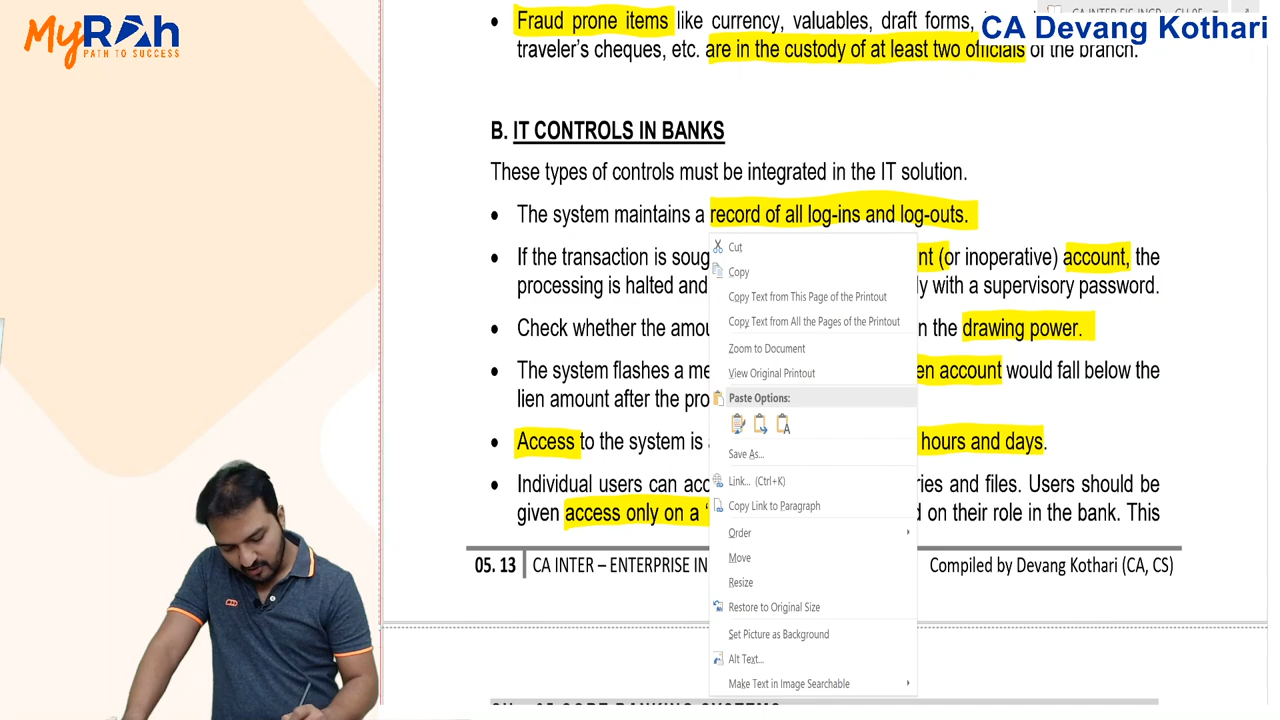 MyRAh
PATH TO SUCCESS
CA Devang Kothari
• Fraud prone items like currency, valuables, draft forms,
traveler's cheques, etc. are in the custody of at least two officials of the branch.
B. IT CONTROLS IN BANKS
These types of controls must be integrated in the IT solution.
• The system maintains a record of all log-ins and log-outs.
• If the transaction is soug nt (or inoperative) account, the
processing is halted and ly with a supervisory password.
• Check whether the amou n the drawing power.
• The system flashes a me en account would fall below the
lien amount after the pro
• Access to the system is hours and days.
• Individual users can acc ries and files. Users should be
given access only on a ' d on their role in the bank. This
05. 13 CA INTER – ENTERPRISE IN Compiled by Devang Kothari (CA, CS)
Cut
Copy
Copy Text from This Page of the Printout
Copy Text from All the Pages of the Printout
Zoom to Document
View Original Printout
Paste Options:
Save As...
Link... (Ctrl+K)
Copy Link to Paragraph
Order
Move
Resize
Restore to Original Size
Set Picture as Background
Alt Text...
Make Text in Image Searchable